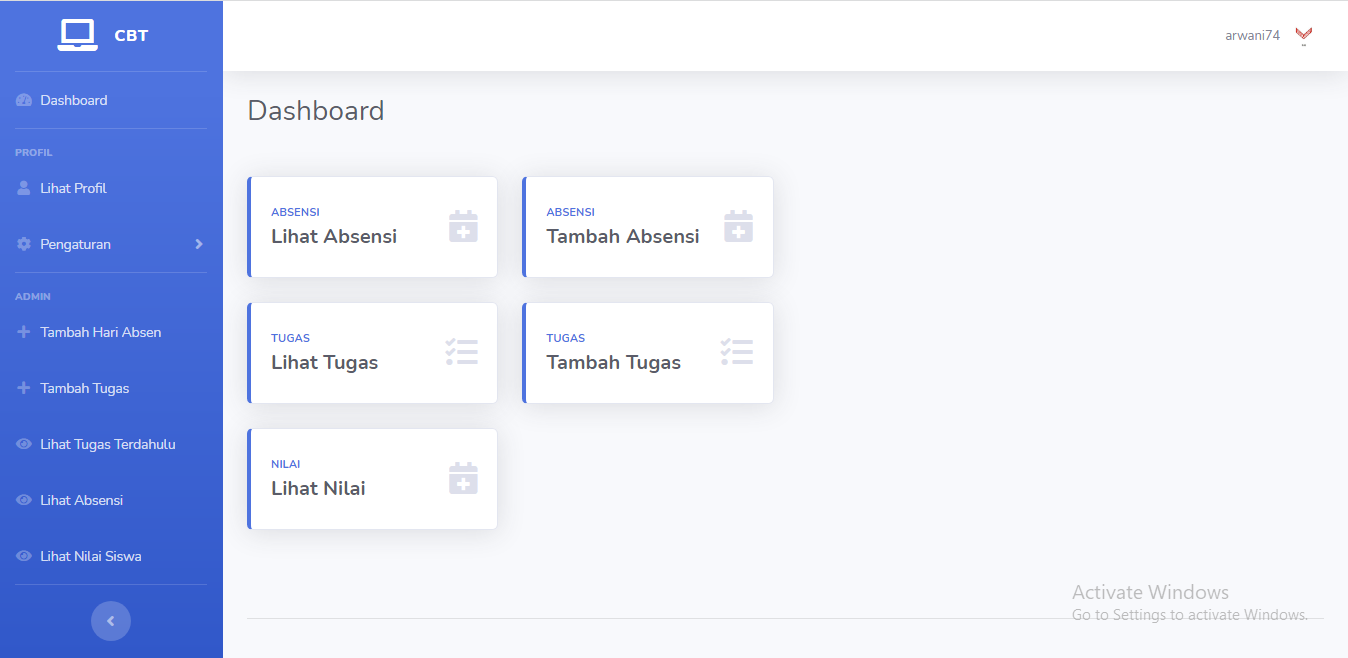 CBT
arwani74
Dashboard
PROFIL
Lihat Profil
Pengaturan
ADMIN
Tambah Hari Absen
Tambah Tugas
Lihat Tugas Terdahulu
Lihat Absensi
Lihat Nilai Siswa
Dashboard
ABSENSI
Lihat Absensi
ABSENSI
Tambah Absensi
TUGAS
Lihat Tugas
TUGAS
Tambah Tugas
NILAI
Lihat Nilai
Activate Windows
Go to Settings to activate Windows.